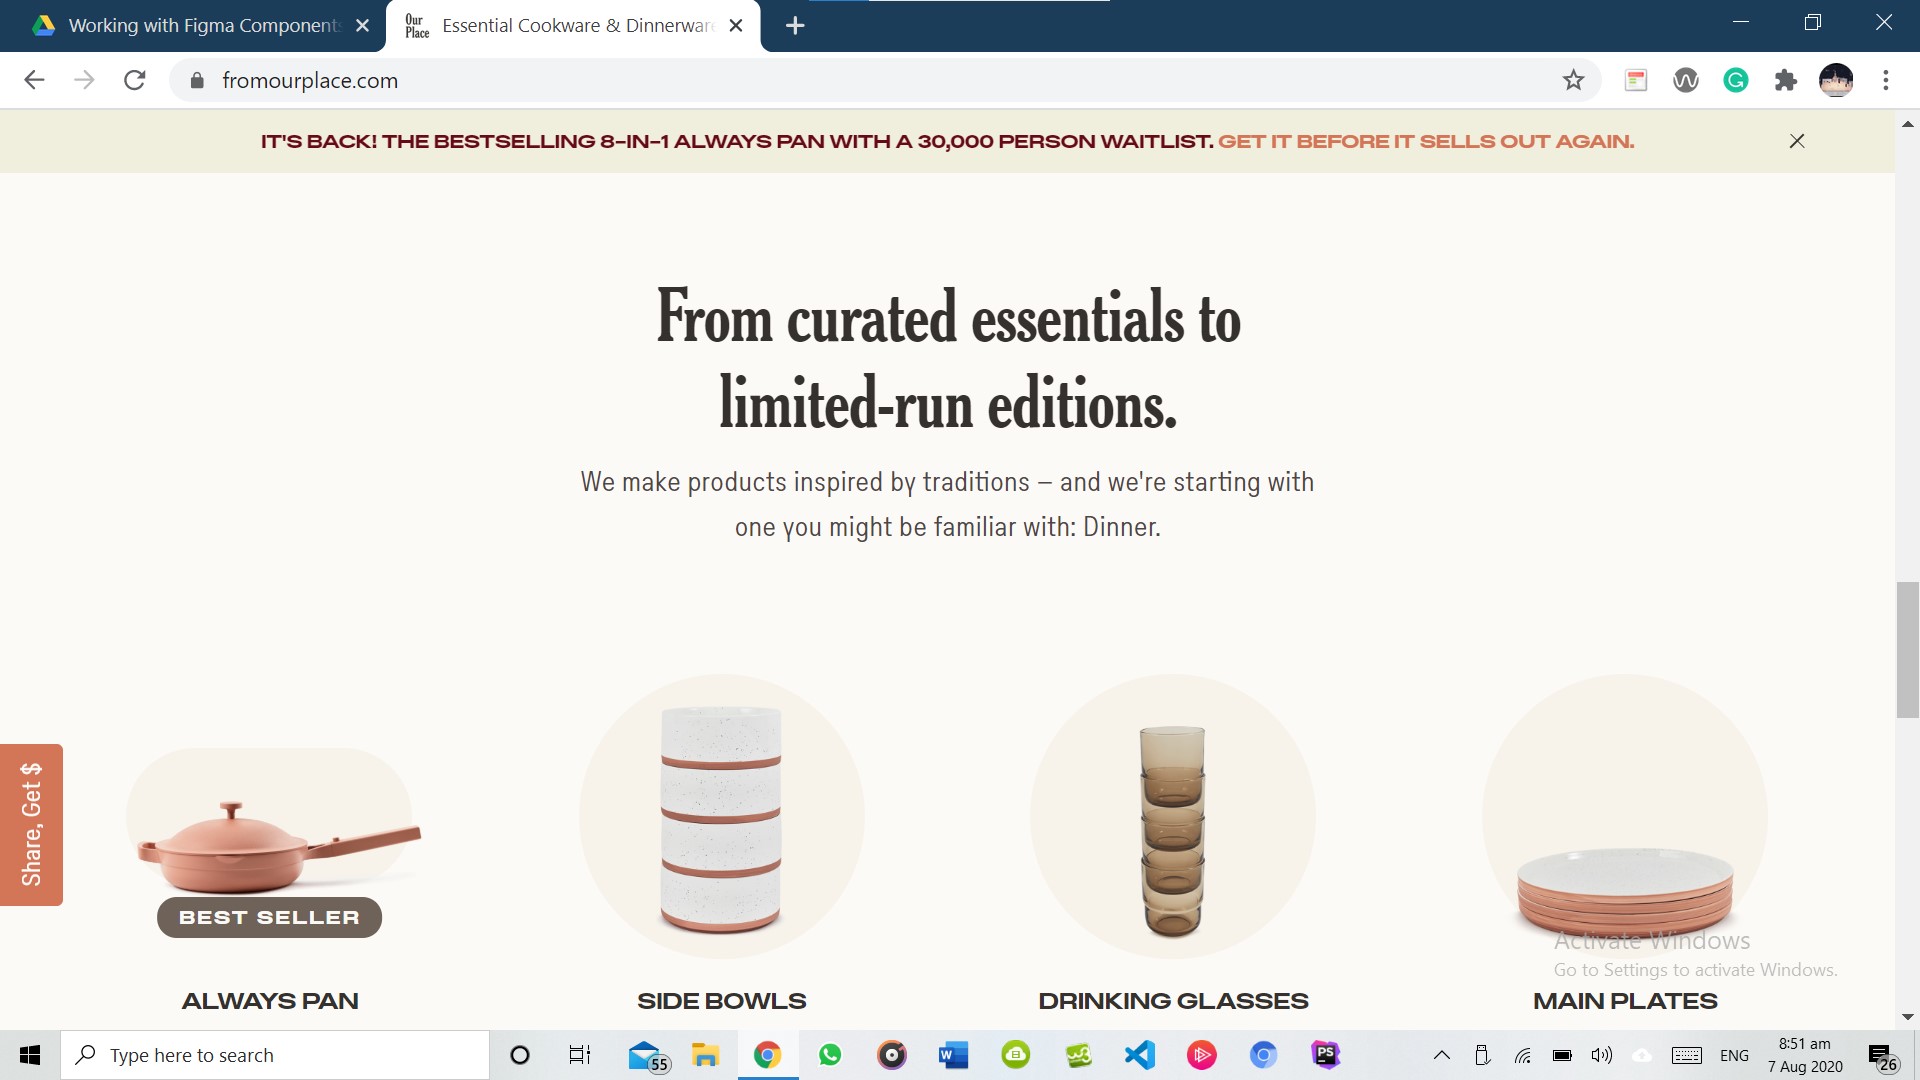 Working with Figma Component
Our Place
Essential Cookware & Dinnerware
fromourplace.com
IT'S BACK! THE BESTSELLING 8-IN-1 ALWAYS PAN WITH A 30,000 PERSON WAITLIST. GET IT BEFORE IT SELLS OUT AGAIN.
From curated essentials to
limited-run editions.
We make products inspired by traditions – and we're starting with
one you might be familiar with: Dinner.
Share, Get $
BEST SELLER
ALWAYS PAN
SIDE BOWLS
DRINKING GLASSES
MAIN PLATES
Activate Windows
Go to Settings to activate Windows.
Type here to search
55
W
PS
ENG
8:51 am
7 Aug 2020
26